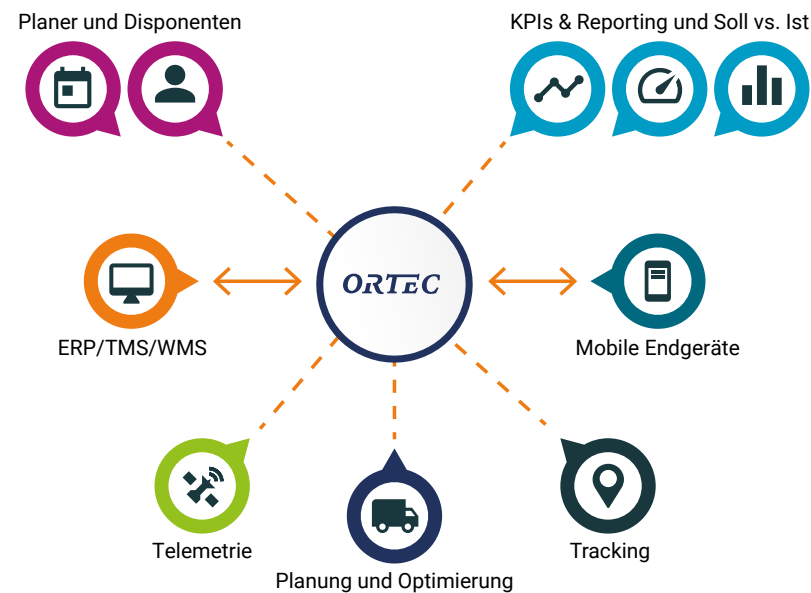 Planer und Disponenten
KPIs & Reporting und Soll vs. Ist
ORTEC
ERP/TMS/WMS
Mobile Endgeräte
Telemetrie
Tracking
Planung und Optimierung